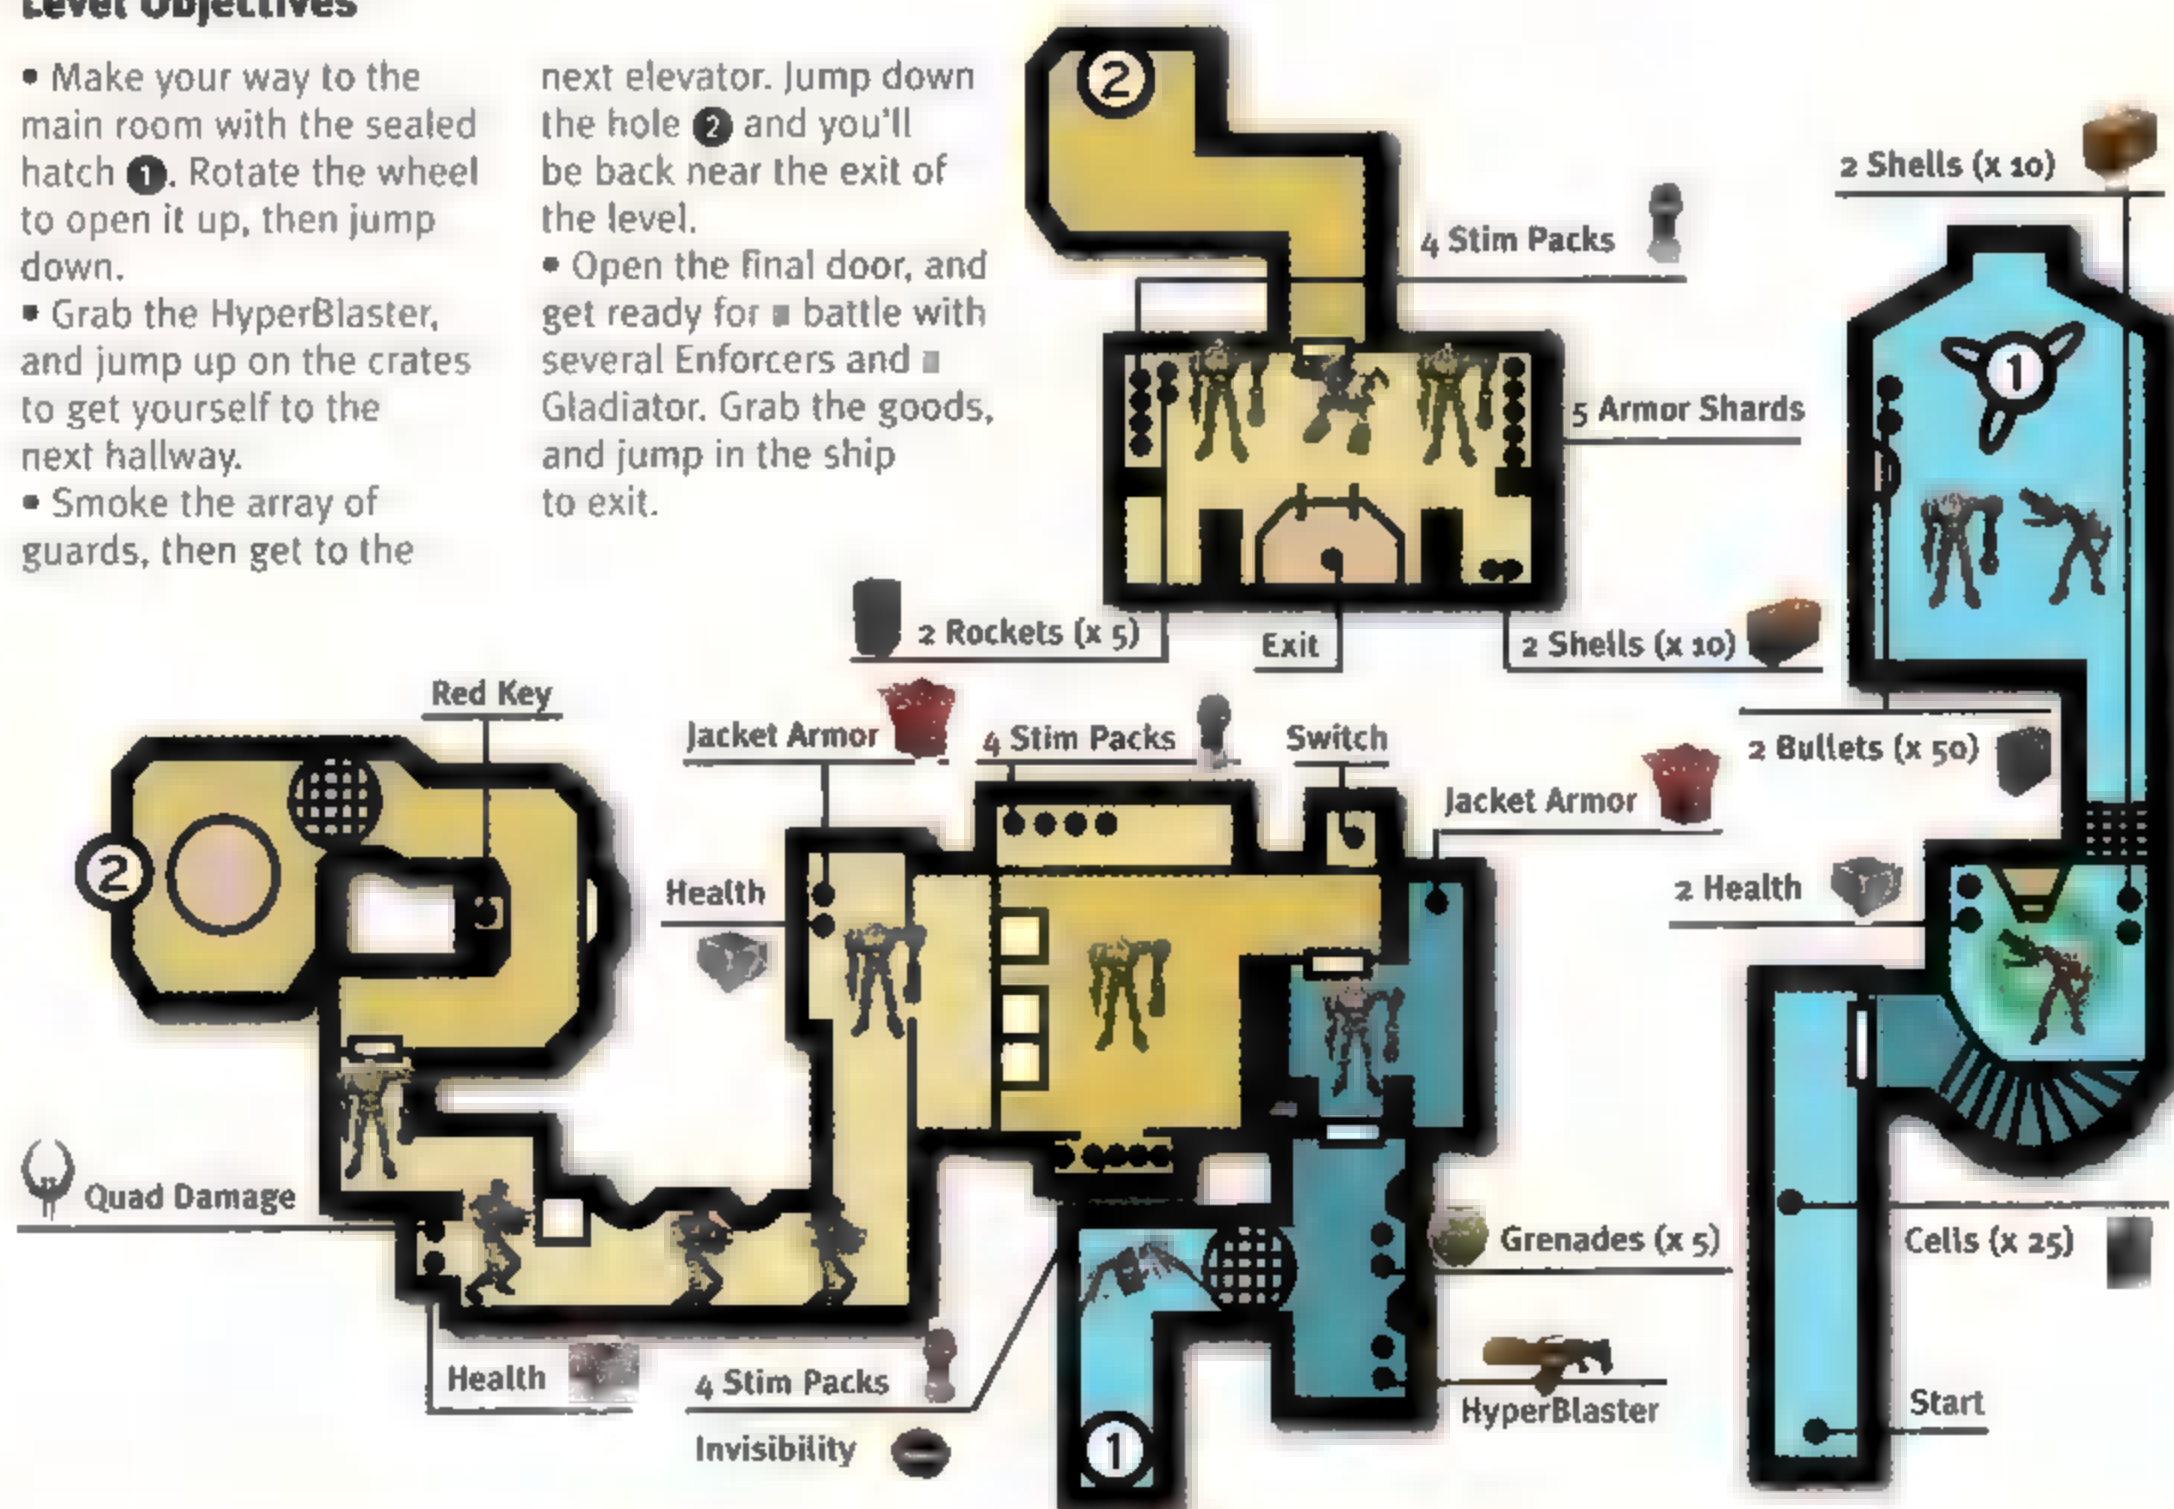 Level Objectives
• Make your way to the
main room with the sealed
hatch 1. Rotate the wheel
to open it up, then jump
down.
• Grab the HyperBlaster,
and jump up on the crates
to get yourself to the
next hallway.
• Smoke the array of
guards, then get to the
next elevator. Jump down
the hole 2 and you'll
be back near the exit of
the level.
• Open the final door, and
get ready for a battle with
several Enforcers and a
Gladiator. Grab the goods,
and jump in the ship
to exit.
2
4 Stim Packs
5 Armor Shards
2 Rockets (x 5)
Exit
2 Shells (x 10)
2 Shells (x 10)
1
2 Bullets (x 50)
2 Health
Cells (x 25)
Start
Red Key
2
Jacket Armor
4 Stim Packs
Switch
Jacket Armor
Health
Quad Damage
Health
4 Stim Packs
Invisibility
1
Grenades (x 5)
HyperBlaster